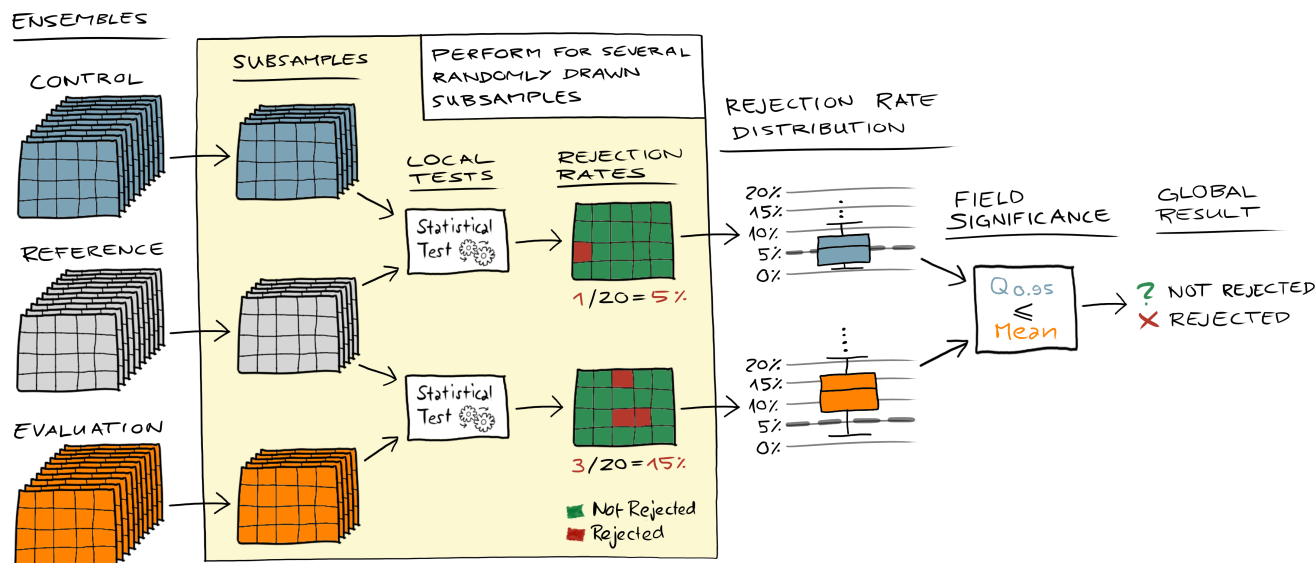 ENSEMBLES
CONTROL
REFERENCE
EVALUATION
SUBSAMPLES
PERFORM FOR SEVERAL
RANDOMLY DRAWN
SUBSAMPLES
LOCAL
TESTS
Statistical
Test
Statistical
Test
REJECTION
RATES
1/20=5%
3/20=15%
Not Rejected
Rejected
REJECTION RATE
DISTRIBUTION
20%
15%
10%
5%
0%
20%
15%
10%
5%
0%
FIELD
SIGNIFICANCE
Q0.95
≤
Mean
GLOBAL
RESULT
? NOT REJECTED
× REJECTED